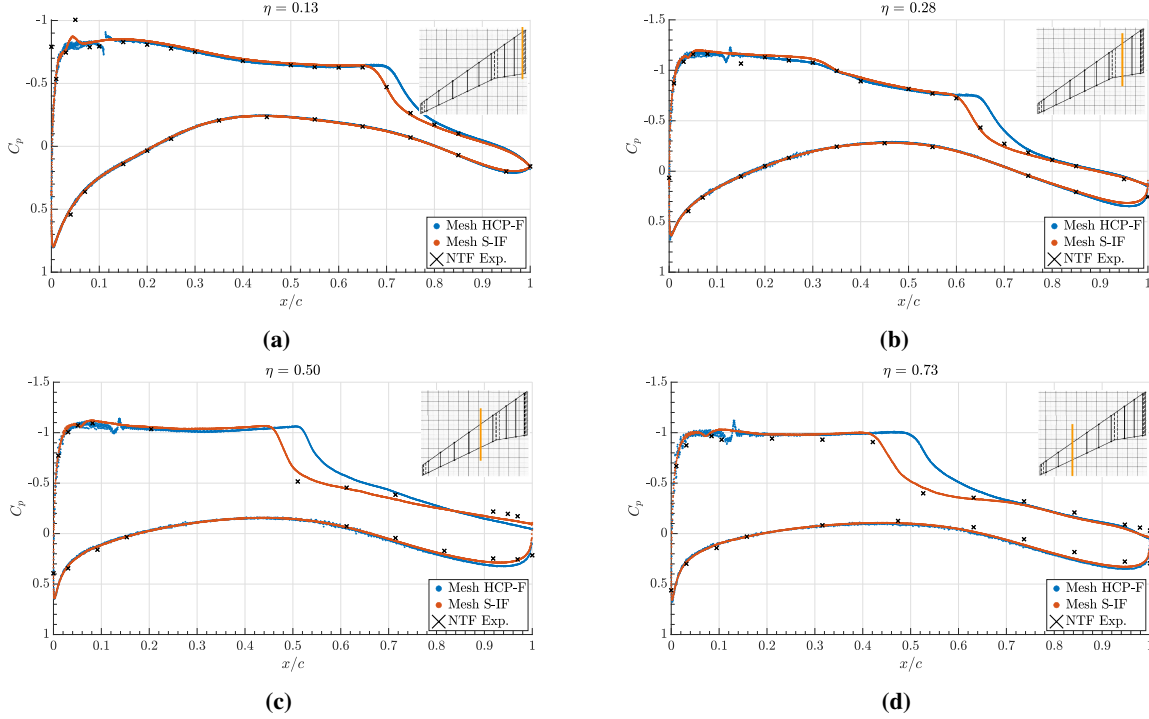 η = 0.13
-1
-0.5
0
0.5
1
C_p
0 0.1 0.2 0.3 0.4 0.5 0.6 0.7 0.8 0.9 1
x/c
Mesh HCP-F
Mesh S-IF
NTF Exp.
(a)
η = 0.28
-1.5
-1
-0.5
0
0.5
1
C_p
0 0.1 0.2 0.3 0.4 0.5 0.6 0.7 0.8 0.9 1
x/c
Mesh HCP-F
Mesh S-IF
NTF Exp.
(b)
η = 0.50
-1.5
-1
-0.5
0
0.5
1
C_p
0 0.1 0.2 0.3 0.4 0.5 0.6 0.7 0.8 0.9 1
x/c
Mesh HCP-F
Mesh S-IF
NTF Exp.
(c)
η = 0.73
-1.5
-1
-0.5
0
0.5
1
C_p
0 0.1 0.2 0.3 0.4 0.5 0.6 0.7 0.8 0.9 1
x/c
Mesh HCP-F
Mesh S-IF
NTF Exp.
(d)